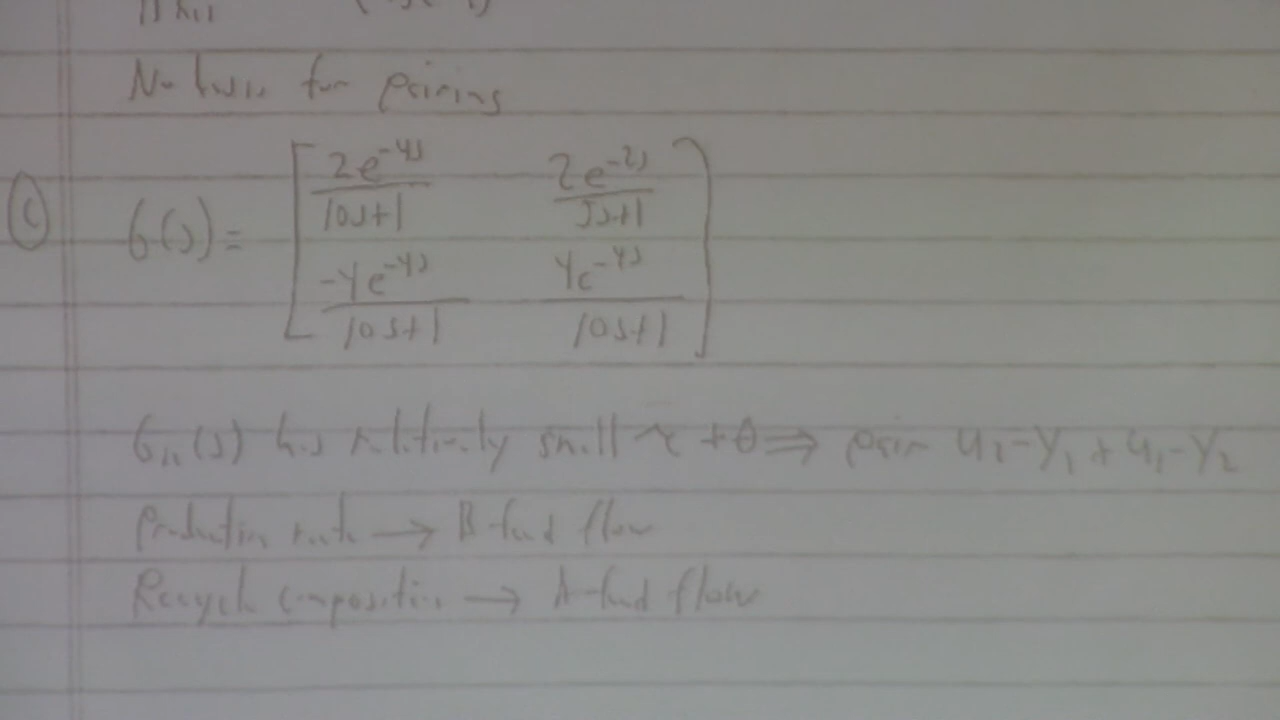 No basis for pairing
(c) G(s) = [ 2e^{-4s}/(10s+1)   2e^{-2s}/(5s+1) ; -4e^{-4s}/(10s+1)   4e^{-4s}/(10s+1) ]
G₁₂(s) has relatively small τ + θ ⇒ pair u₂-y₁ + u₁-y₂
Production rate → B-feed flow
Recycle composition → A-feed flow